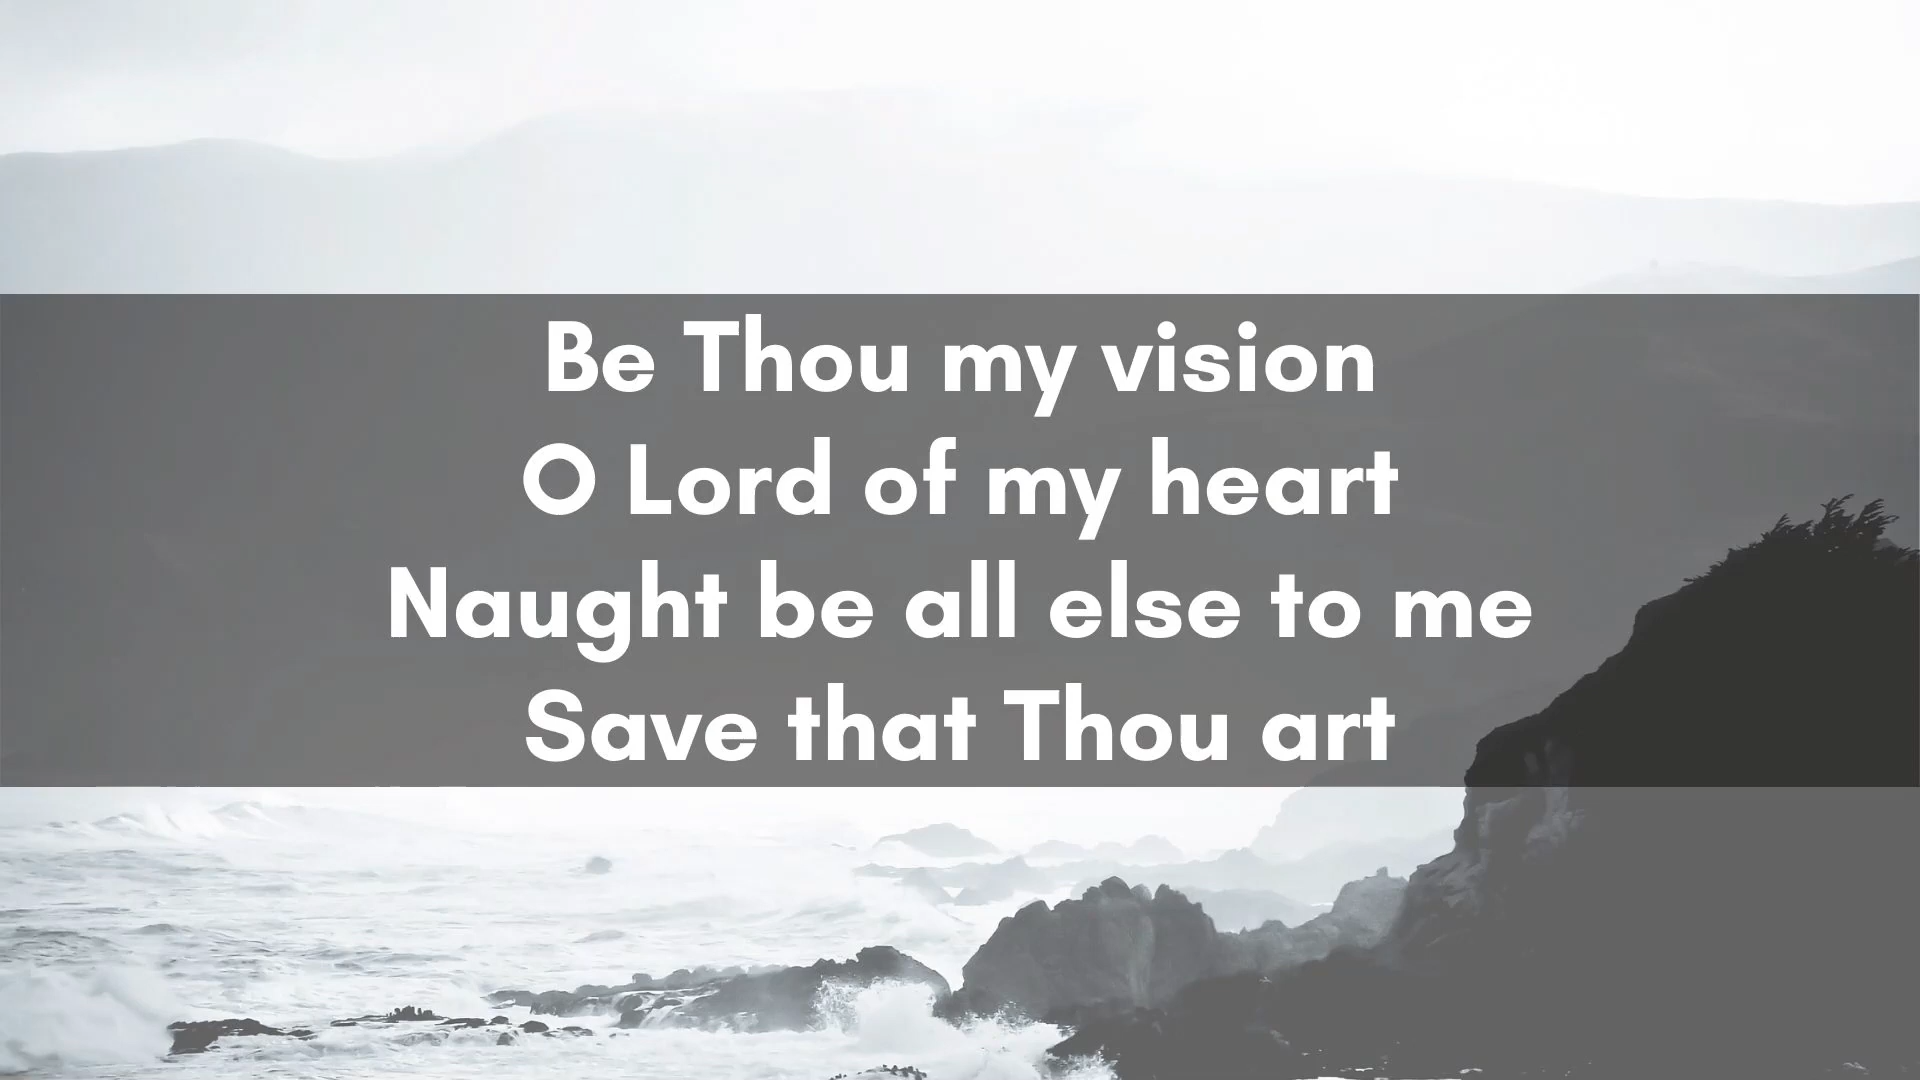 Be Thou my vision
O Lord of my heart
Naught be all else to me
Save that Thou art